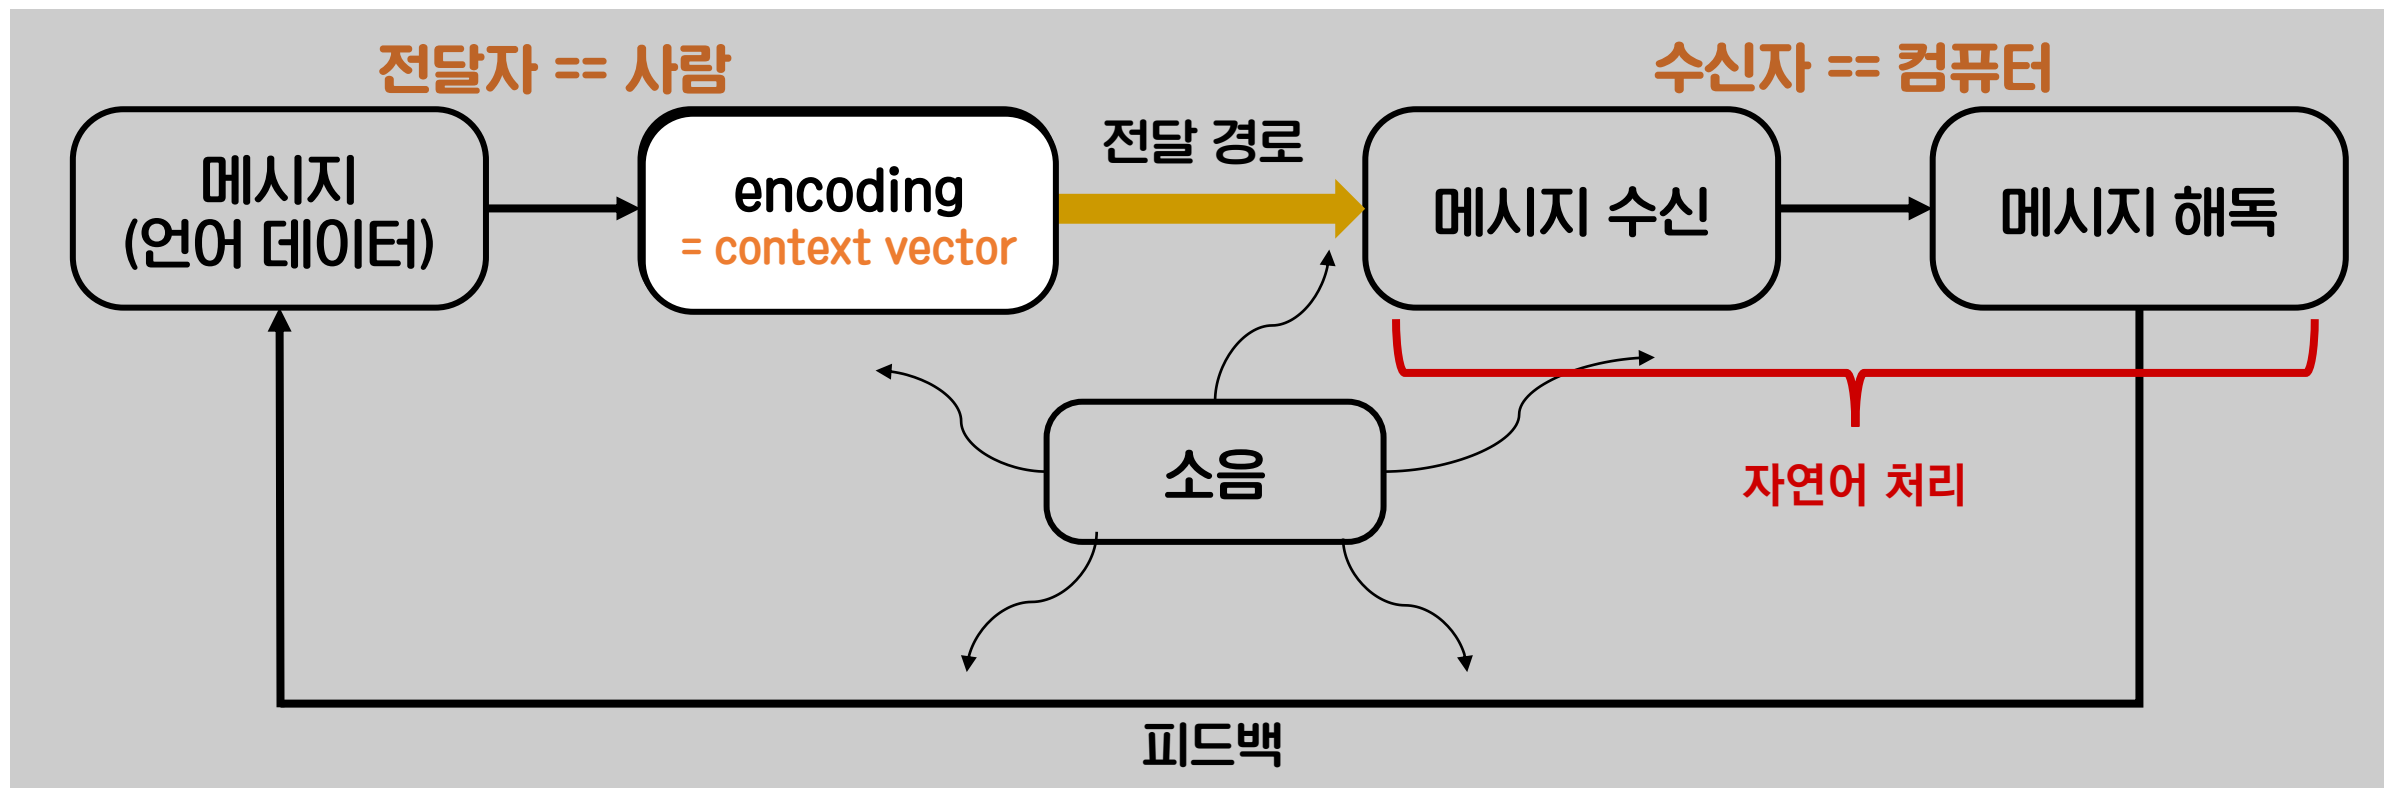 전달자 == 사람
수신자 == 컴퓨터
메시지
(언어 데이터)
encoding
= context vector
전달 경로
메시지 수신
메시지 해독
소음
자연어 처리
피드백